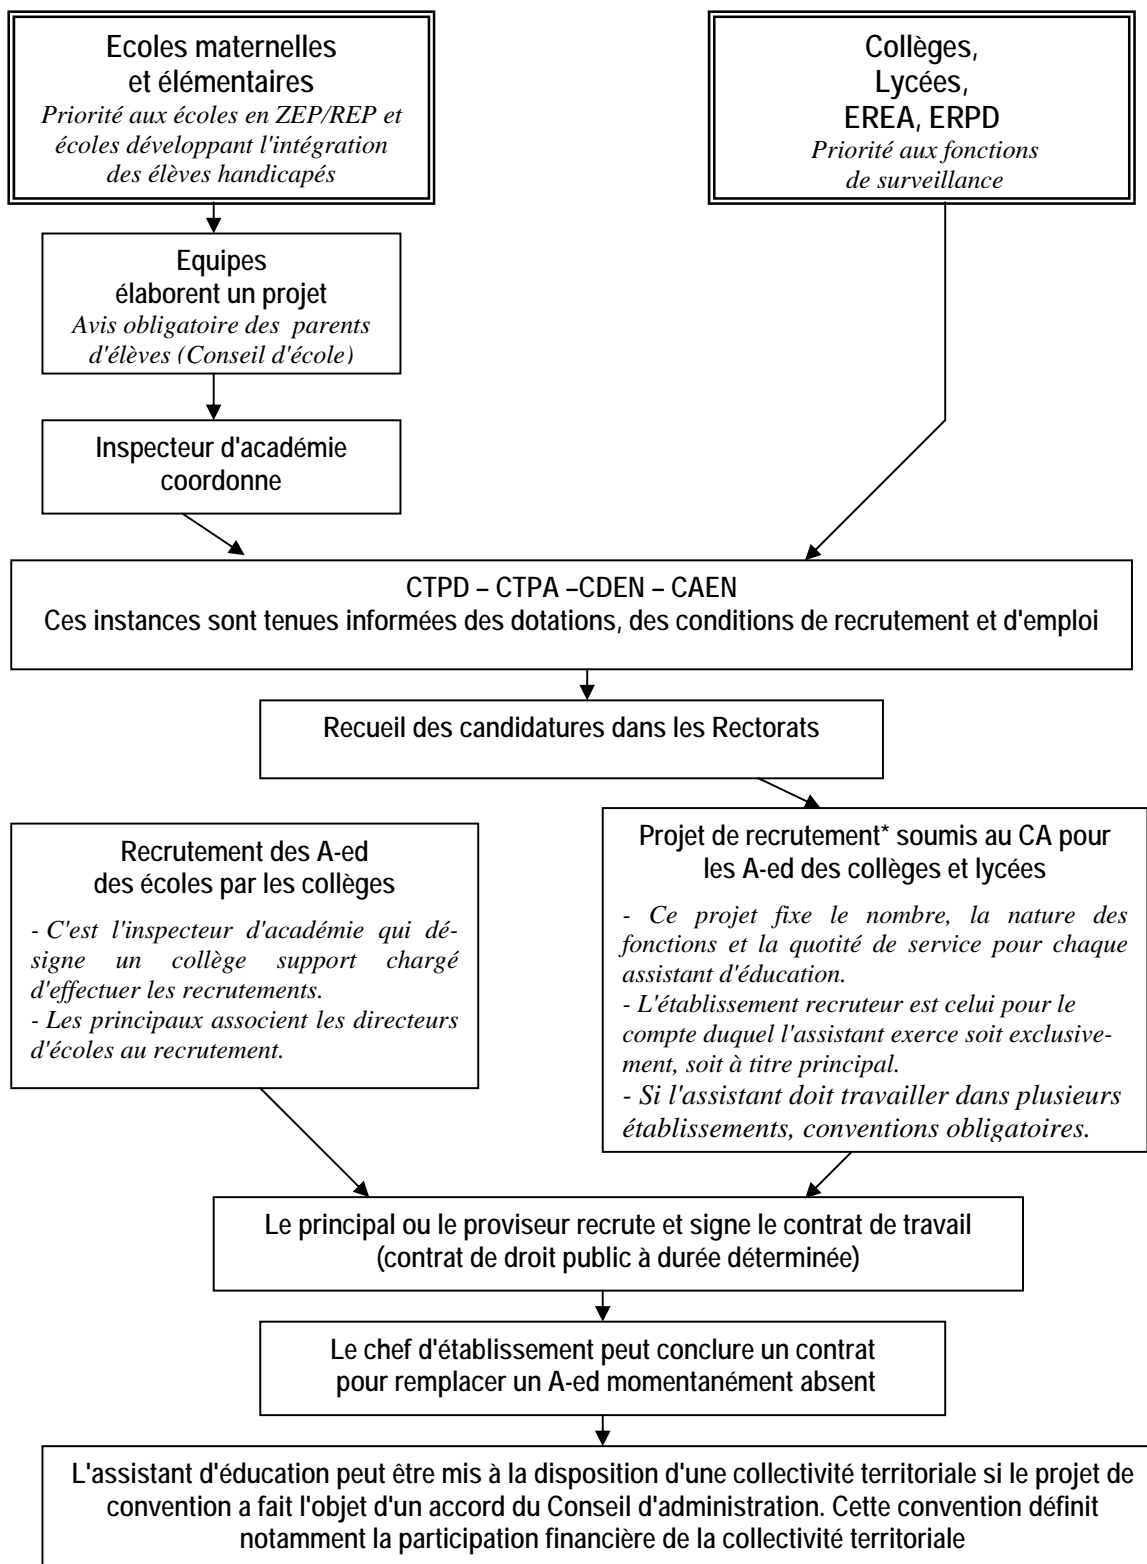 Ecoles maternelles
et élémentaires
Priorité aux écoles en ZEP/REP et
écoles développant l'intégration
des élèves handicapés
Collèges,
Lycées,
EREA, ERPD
Priorité aux fonctions
de surveillance
Equipes
élaborent un projet
Avis obligatoire des parents
d'élèves (Conseil d'école)
Inspecteur d'académie
coordonne
CTPD – CTPA –CDEN – CAEN
Ces instances sont tenues informées des dotations, des conditions de recrutement et d'emploi
Recueil des candidatures dans les Rectorats
Recrutement des A-ed
des écoles par les collèges
- C'est l'inspecteur d'académie qui dé-
signe un collège support chargé
d'effectuer les recrutements.
- Les principaux associent les directeurs
d'écoles au recrutement.
Projet de recrutement* soumis au CA pour
les A-ed des collèges et lycées
- Ce projet fixe le nombre, la nature des
fonctions et la quotité de service pour chaque
assistant d'éducation.
- L'établissement recruteur est celui pour le
compte duquel l'assistant exerce soit exclusive-
ment, soit à titre principal.
- Si l'assistant doit travailler dans plusieurs
établissements, conventions obligatoires.
Le principal ou le proviseur recrute et signe le contrat de travail
(contrat de droit public à durée déterminée)
Le chef d'établissement peut conclure un contrat
pour remplacer un A-ed momentanément absent
L'assistant d'éducation peut être mis à la disposition d'une collectivité territoriale si le projet de
convention a fait l'objet d'un accord du Conseil d'administration. Cette convention définit
notamment la participation financière de la collectivité territoriale